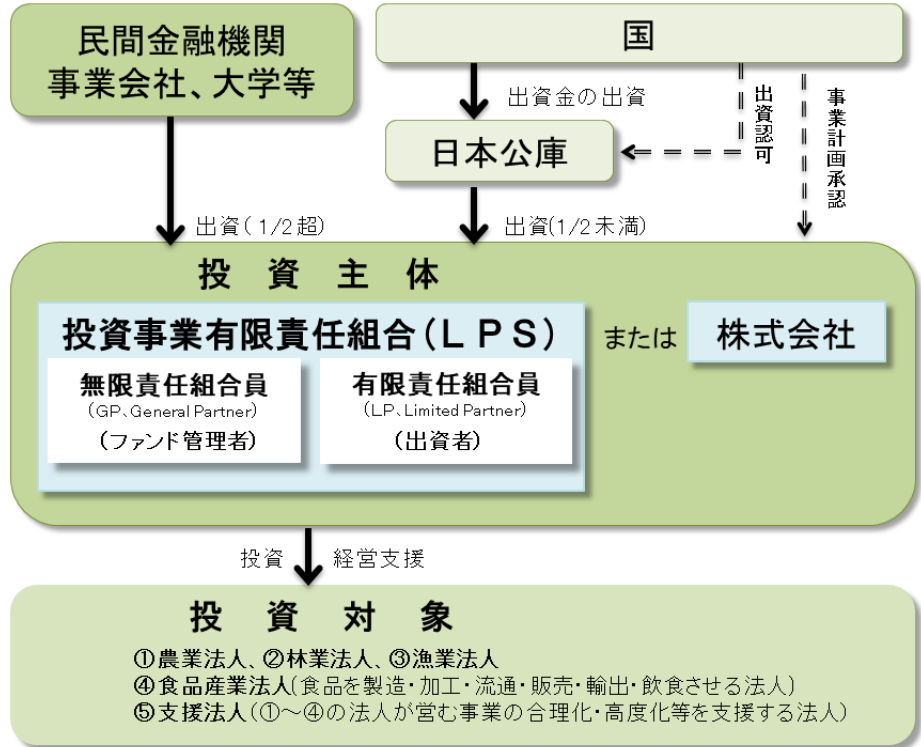 民間金融機関
事業会社、大学等
国
出資金の出資
出資認可
事業計画承認
日本公庫
出資(1/2超)
出資(1/2未満)
投資主体
投資事業有限責任組合(LPS)
または
株式会社
無限責任組合員
(GP、General Partner)
(ファンド管理者)
有限責任組合員
(LP、Limited Partner)
(出資者)
投資
経営支援
投資対象
①農業法人、②林業法人、③漁業法人
④食品産業法人(食品を製造・加工・流通・販売・輸出・飲食させる法人)
⑤支援法人(①～④の法人が営む事業の合理化・高度化等を支援する法人)